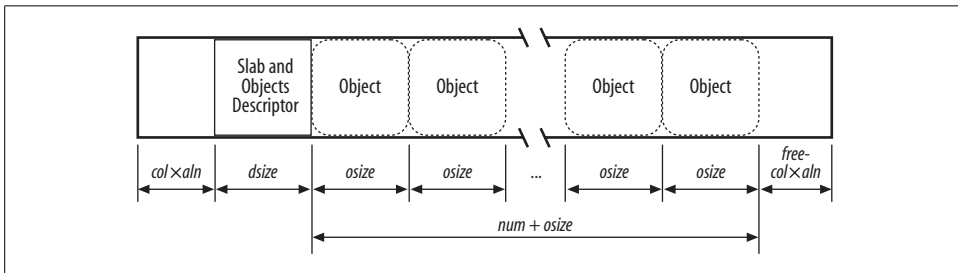 Slab and
Objects
Descriptor
Object
Object
Object
Object
col × aln
dsize
osize
osize
...
osize
osize
free-
col×aln
num + osize